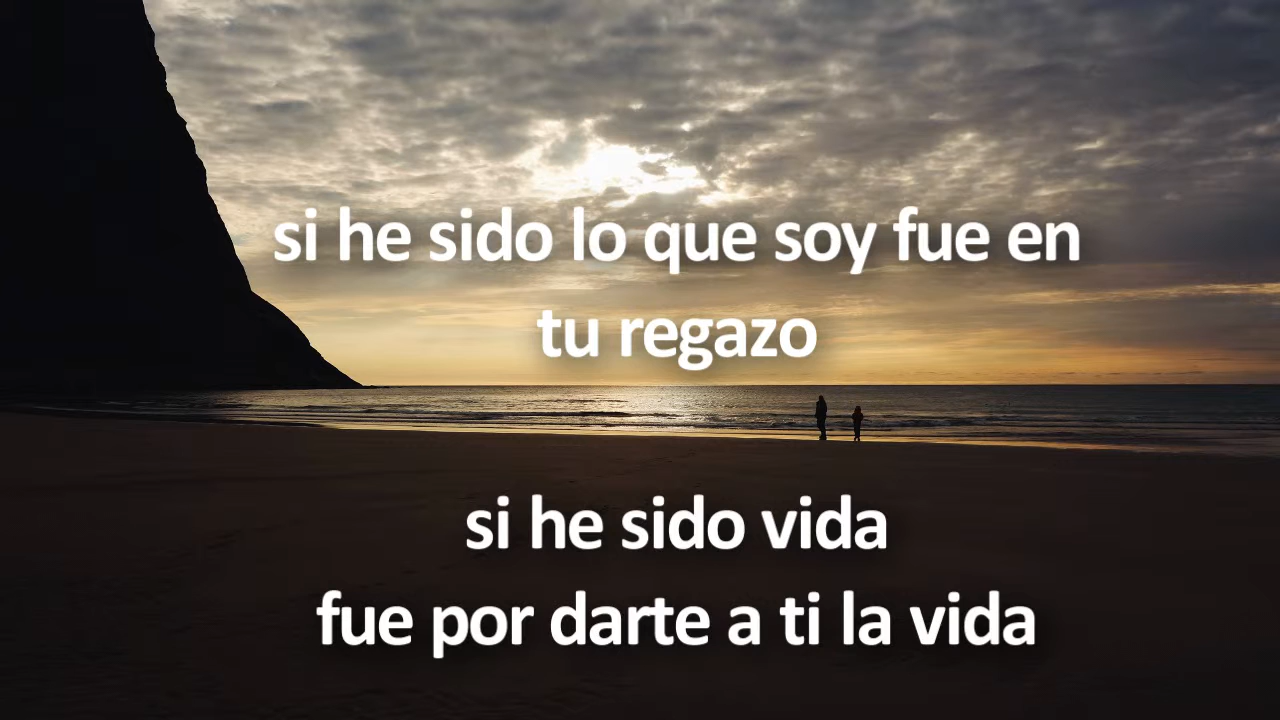 si he sido lo que soy fue en
tu regazo
si he sido vida
fue por darte a ti la vida